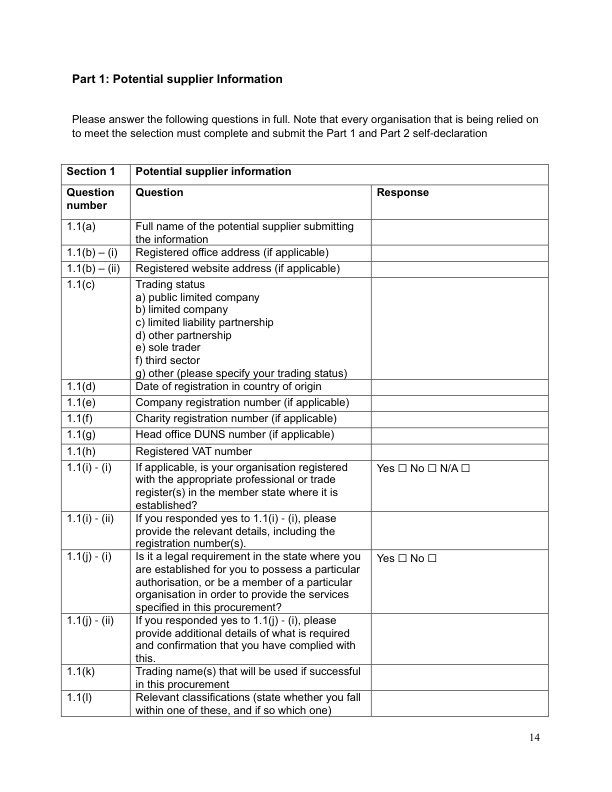 Part 1: Potential supplier Information
Please answer the following questions in full. Note that every organisation that is being relied on
to meet the selection must complete and submit the Part 1 and Part 2 self-declaration
Section 1 Potential supplier information
Question number Question Response
1.1(a) Full name of the potential supplier submitting
the information
1.1(b) – (i) Registered office address (if applicable)
1.1(b) – (ii) Registered website address (if applicable)
1.1(c) Trading status
a) public limited company
b) limited company
c) limited liability partnership
d) other partnership
e) sole trader
f) third sector
g) other (please specify your trading status)
1.1(d) Date of registration in country of origin
1.1(e) Company registration number (if applicable)
1.1(f) Charity registration number (if applicable)
1.1(g) Head office DUNS number (if applicable)
1.1(h) Registered VAT number
1.1(i) - (i) If applicable, is your organisation registered Yes ☐ No ☐ N/A ☐
with the appropriate professional or trade
register(s) in the member state where it is
established?
1.1(i) - (ii) If you responded yes to 1.1(i) - (i), please
provide the relevant details, including the
registration number(s).
1.1(j) - (i) Is it a legal requirement in the state where you Yes ☐ No ☐
are established for you to possess a particular
authorisation, or be a member of a particular
organisation in order to provide the services
specified in this procurement?
1.1(j) - (ii) If you responded yes to 1.1(j) - (i), please
provide additional details of what is required
and confirmation that you have complied with
this.
1.1(k) Trading name(s) that will be used if successful
in this procurement
1.1(l) Relevant classifications (state whether you fall
within one of these, and if so which one)
14